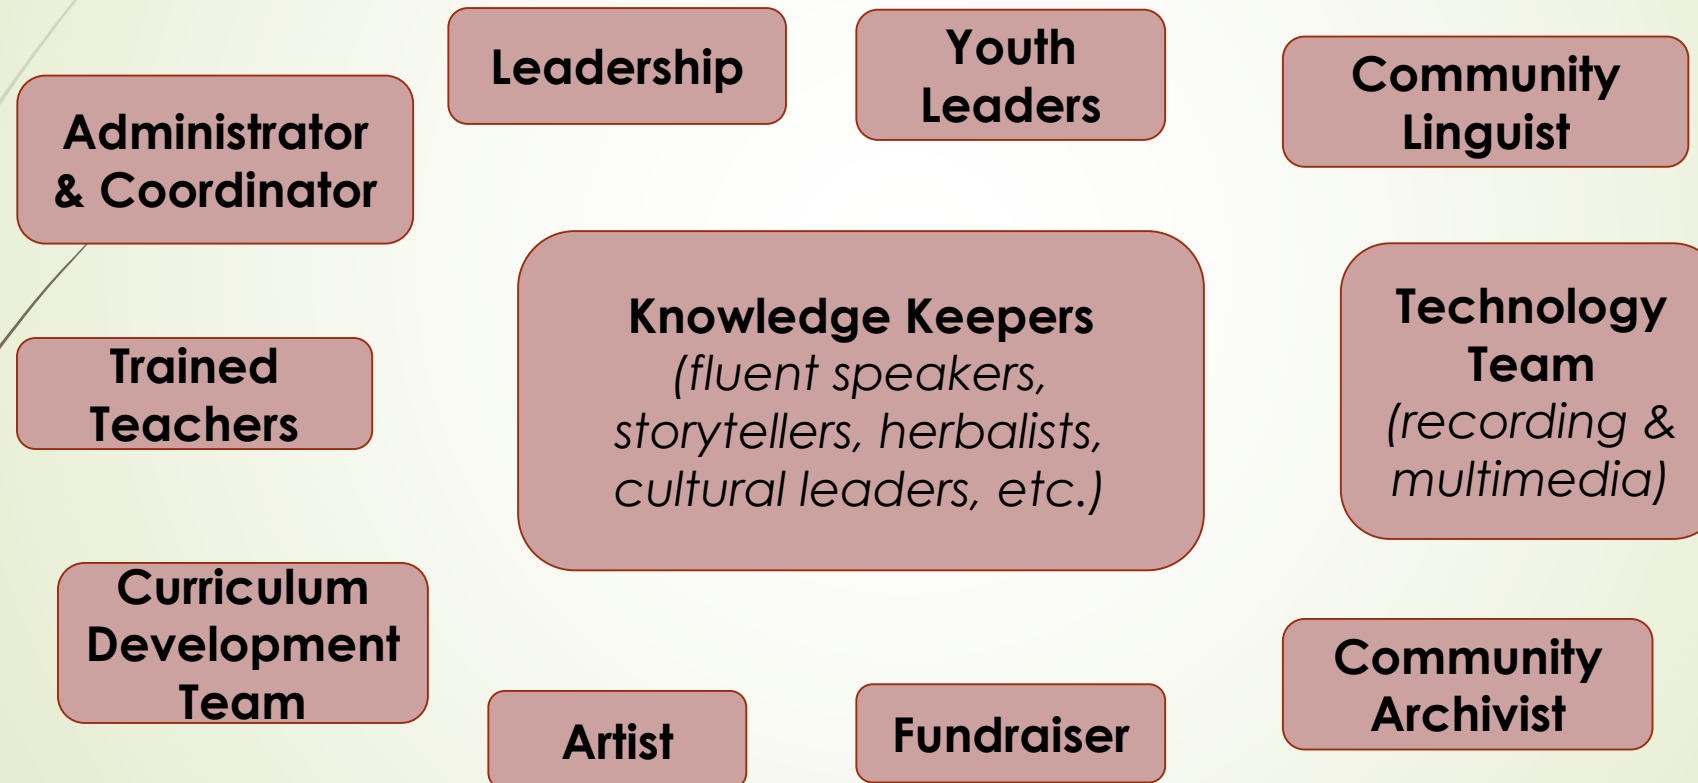 Leadership
Youth
Leaders
Community
Linguist
Administrator
& Coordinator
Knowledge Keepers
(fluent speakers,
storytellers, herbalists,
cultural leaders, etc.)
Technology
Team
(recording &
multimedia)
Trained
Teachers
Curriculum
Development
Team
Artist
Fundraiser
Community
Archivist